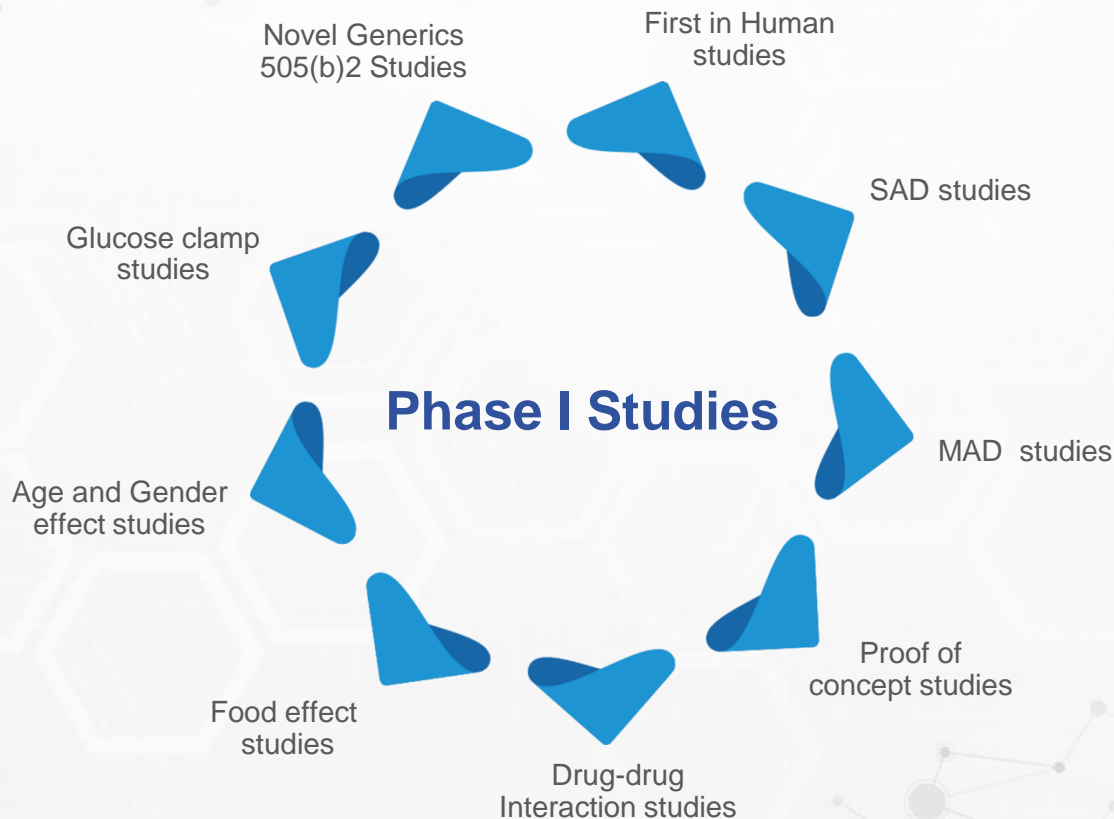 Novel Generics
505(b)2 Studies
First in Human
studies
SAD studies
Glucose clamp
studies
Phase I Studies
MAD  studies
Age and Gender
effect studies
Proof of
concept studies
Food effect
studies
Drug-drug
Interaction studies